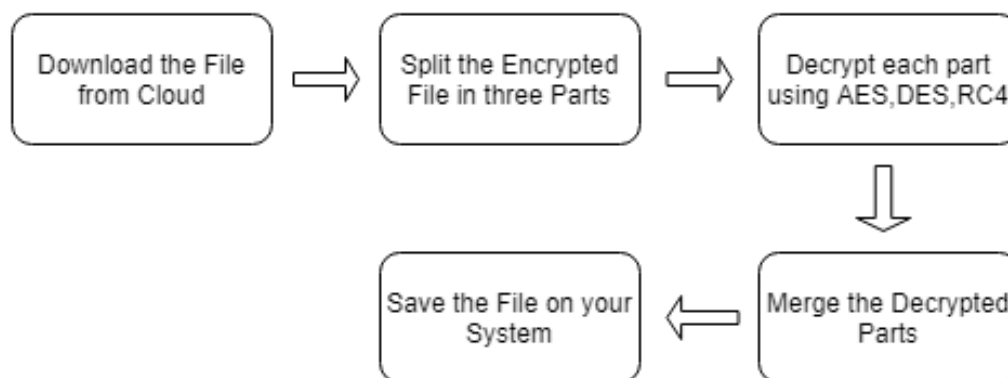 Download the File
from Cloud
Split the Encrypted
File in three Parts
Decrypt each part
using AES,DES,RC4
Merge the Decrypted
Parts
Save the File on your
System